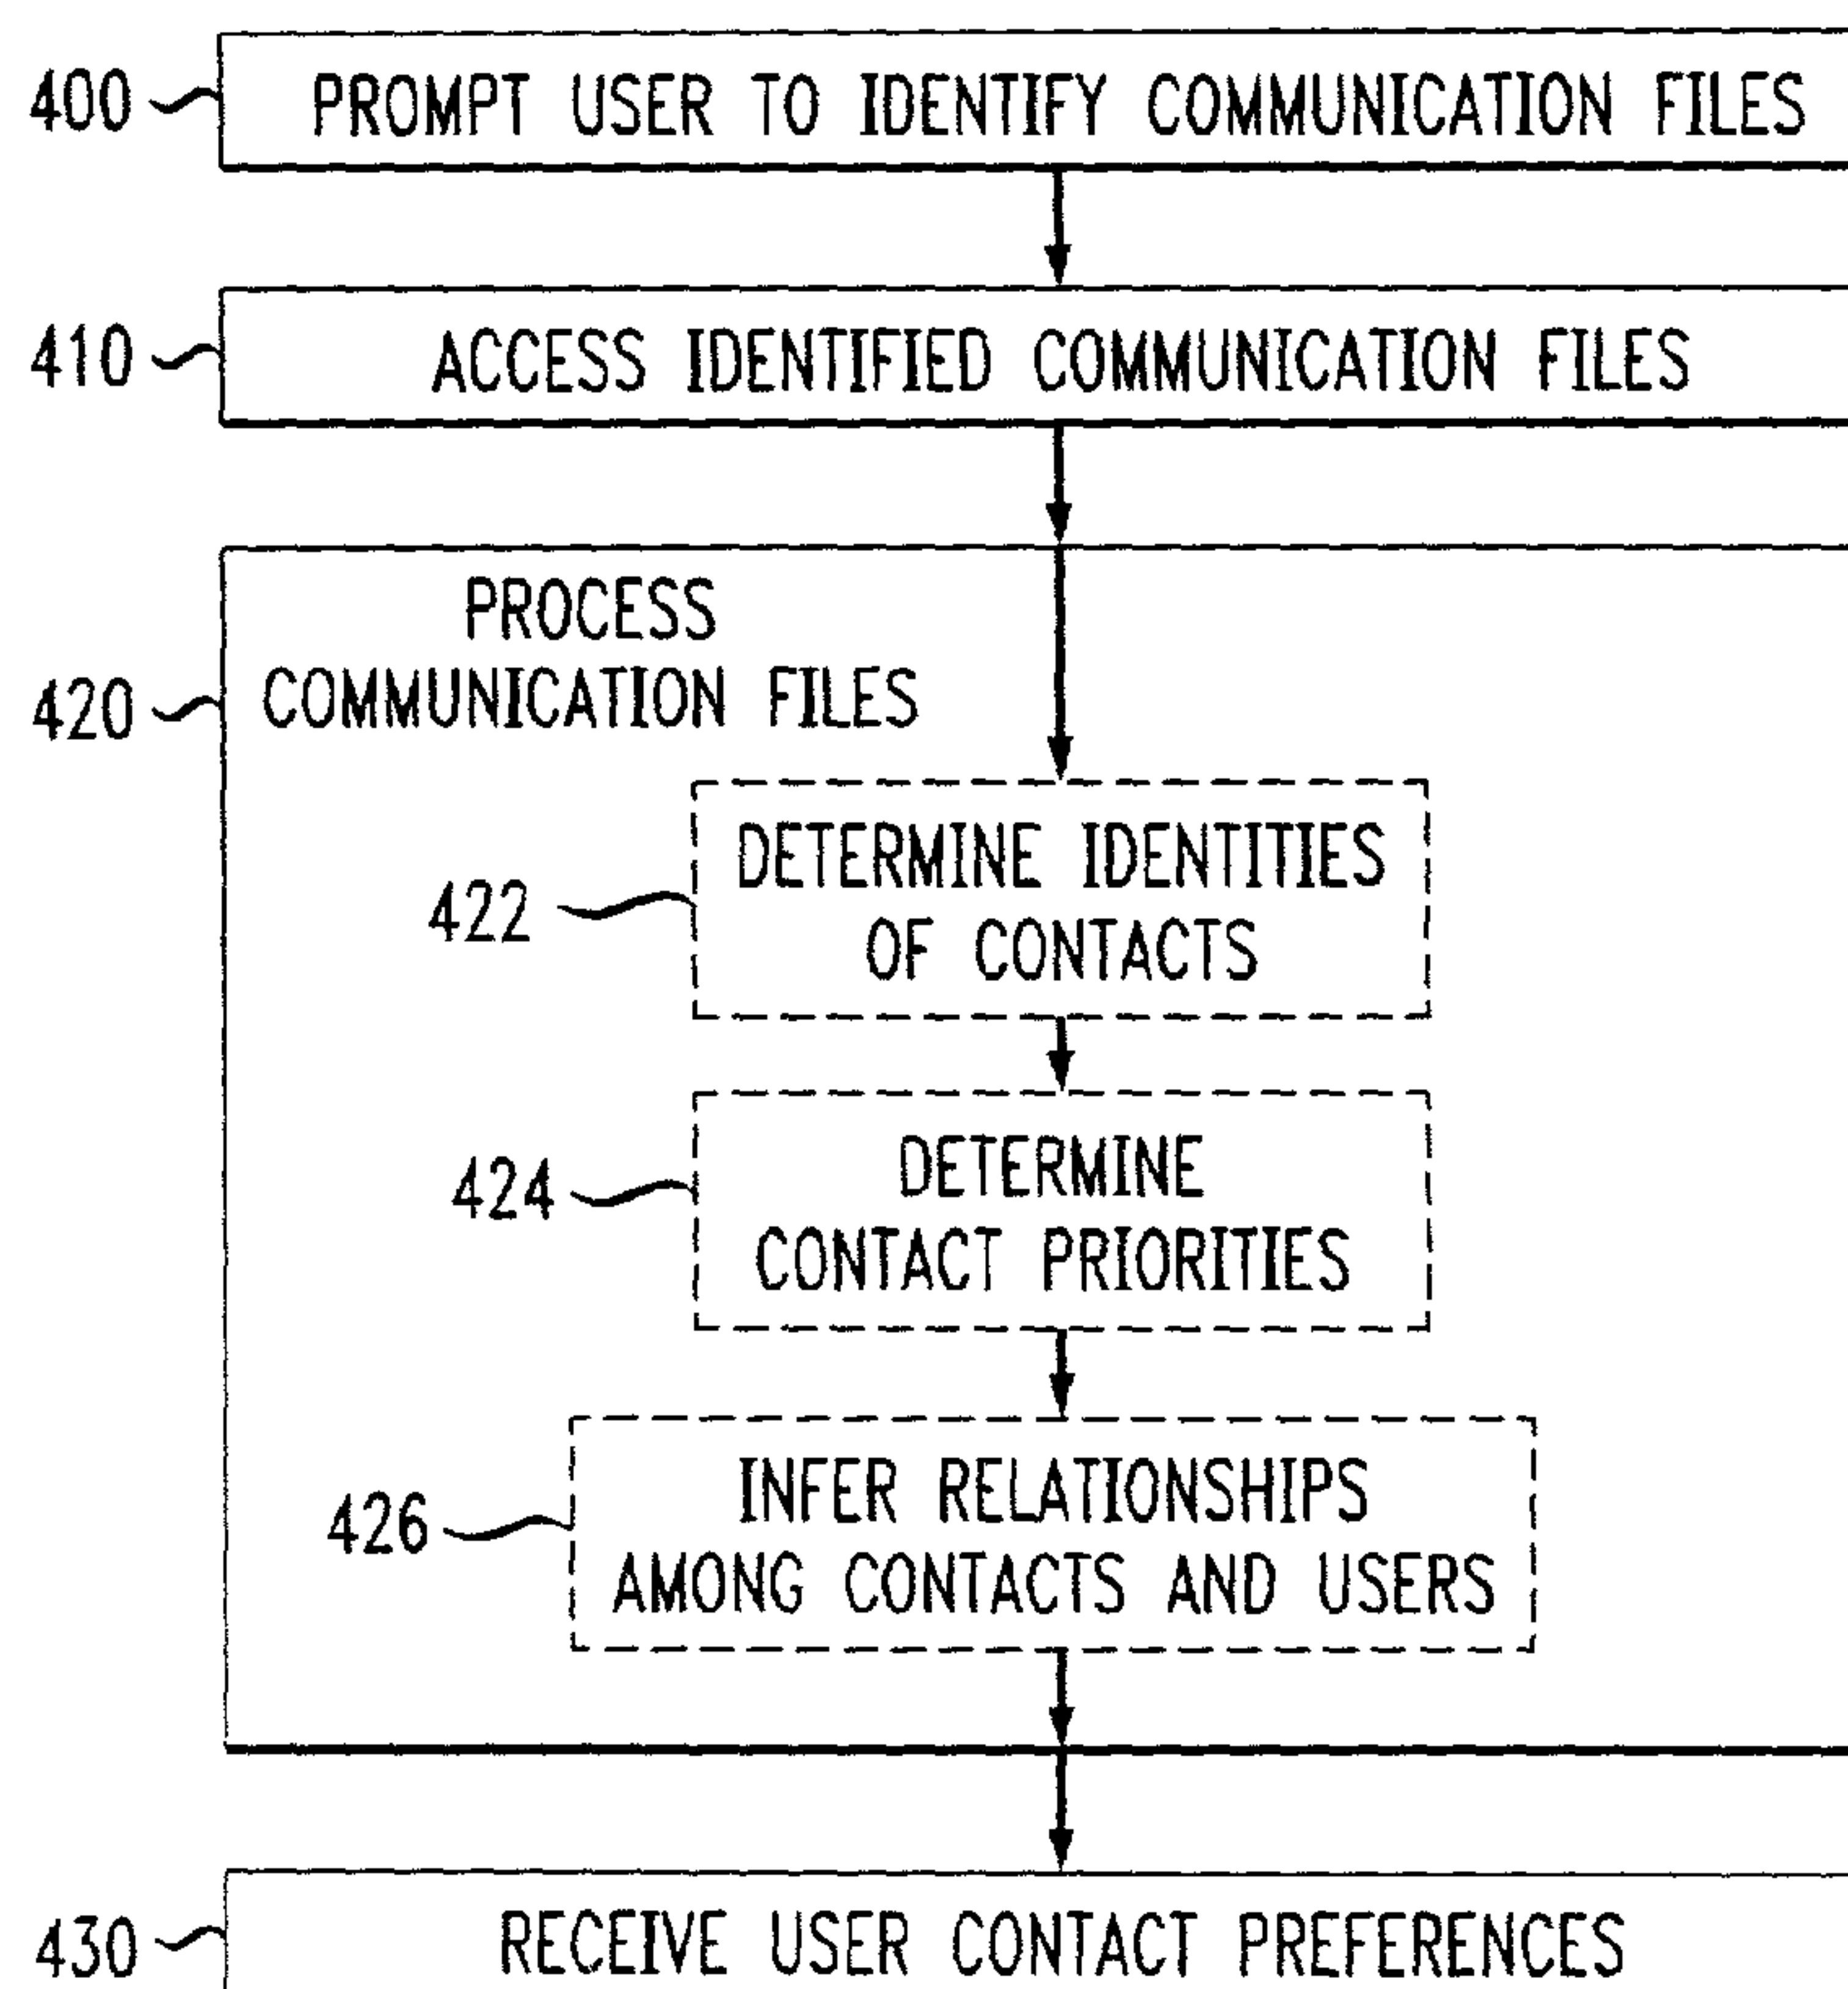 400 PROMPT USER TO IDENTIFY COMMUNICATION FILES
410 ACCESS IDENTIFIED COMMUNICATION FILES
PROCESS
420 COMMUNICATION FILES
DETERMINE IDENTITIES
422
OF CONTACTS
DETERMINE
424
CONTACT PRIORITIES
INFER RELATIONSHIPS
426
AMONG CONTACTS AND USERS
430 RECEIVE USER CONTACT PREFERENCES